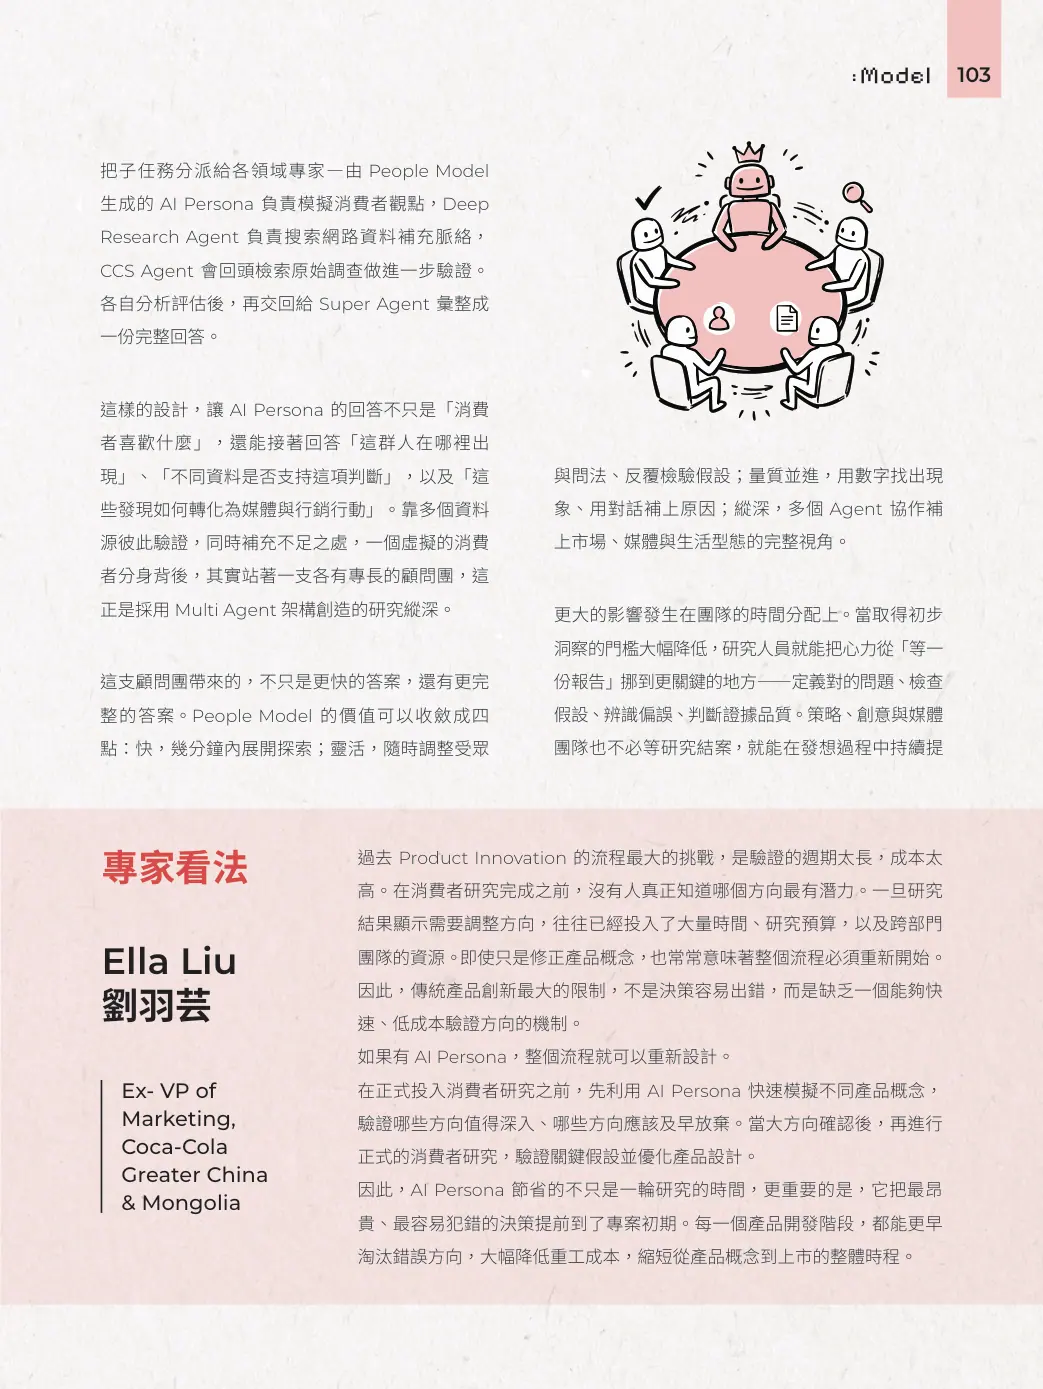 :Model
103
把子任務分派給各領域專家—由 People Model
生成的 AI Persona 負責模擬消費者觀點，Deep
Research Agent 負責搜索網路資料補充脈絡，
CCS Agent 會回頭檢索原始調查做進一步驗證。
各自分析評估後，再交回給 Super Agent 彙整成
一份完整回答。
這樣的設計，讓 AI Persona 的回答不只是「消費
者喜歡什麼」，還能接著回答「這群人在哪裡出
現」、「不同資料是否支持這項判斷」，以及「這
些發現如何轉化為媒體與行銷行動」。靠多個資料
源彼此驗證，同時補充不足之處，一個虛擬的消費
者分身背後，其實站著一支各有專長的顧問團，這
正是採用 Multi Agent 架構創造的研究縱深。
這支顧問團帶來的，不只是更快的答案，還有更完
整的答案。People Model 的價值可以收斂成四
點：快，幾分鐘內展開探索；靈活，隨時調整受眾
與問法、反覆檢驗假設；量質並進，用數字找出現
象、用對話補上原因；縱深，多個 Agent 協作補
上市場、媒體與生活型態的完整視角。
更大的影響發生在團隊的時間分配上。當取得初步
洞察的門檻大幅降低，研究人員就能把心力從「等一
份報告」挪到更關鍵的地方——定義對的問題、檢查
假設、辨識偏誤、判斷證據品質。策略、創意與媒體
團隊也不必等研究結案，就能在發想過程中持續提
專家看法
Ella Liu
劉羽芸
Ex- VP of
Marketing,
Coca-Cola
Greater China
& Mongolia
過去 Product Innovation 的流程最大的挑戰，是驗證的週期太長，成本太
高。在消費者研究完成之前，沒有人真正知道哪個方向最有潛力。一旦研究
結果顯示需要調整方向，往往已經投入了大量時間、研究預算，以及跨部門
團隊的資源。即使只是修正產品概念，也常常意味著整個流程必須重新開始。
因此，傳統產品創新最大的限制，不是決策容易出錯，而是缺乏一個能夠快
速、低成本驗證方向的機制。
如果有 AI Persona，整個流程就可以重新設計。
在正式投入消費者研究之前，先利用 AI Persona 快速模擬不同產品概念，
驗證哪些方向值得深入、哪些方向應該及早放棄。當大方向確認後，再進行
正式的消費者研究，驗證關鍵假設並優化產品設計。
因此，AI Persona 節省的不只是一輪研究的時間，更重要的是，它把最昂
貴、最容易犯錯的決策提前到了專案初期。每一個產品開發階段，都能更早
淘汰錯誤方向，大幅降低重工成本，縮短從產品概念到上市的整體時程。